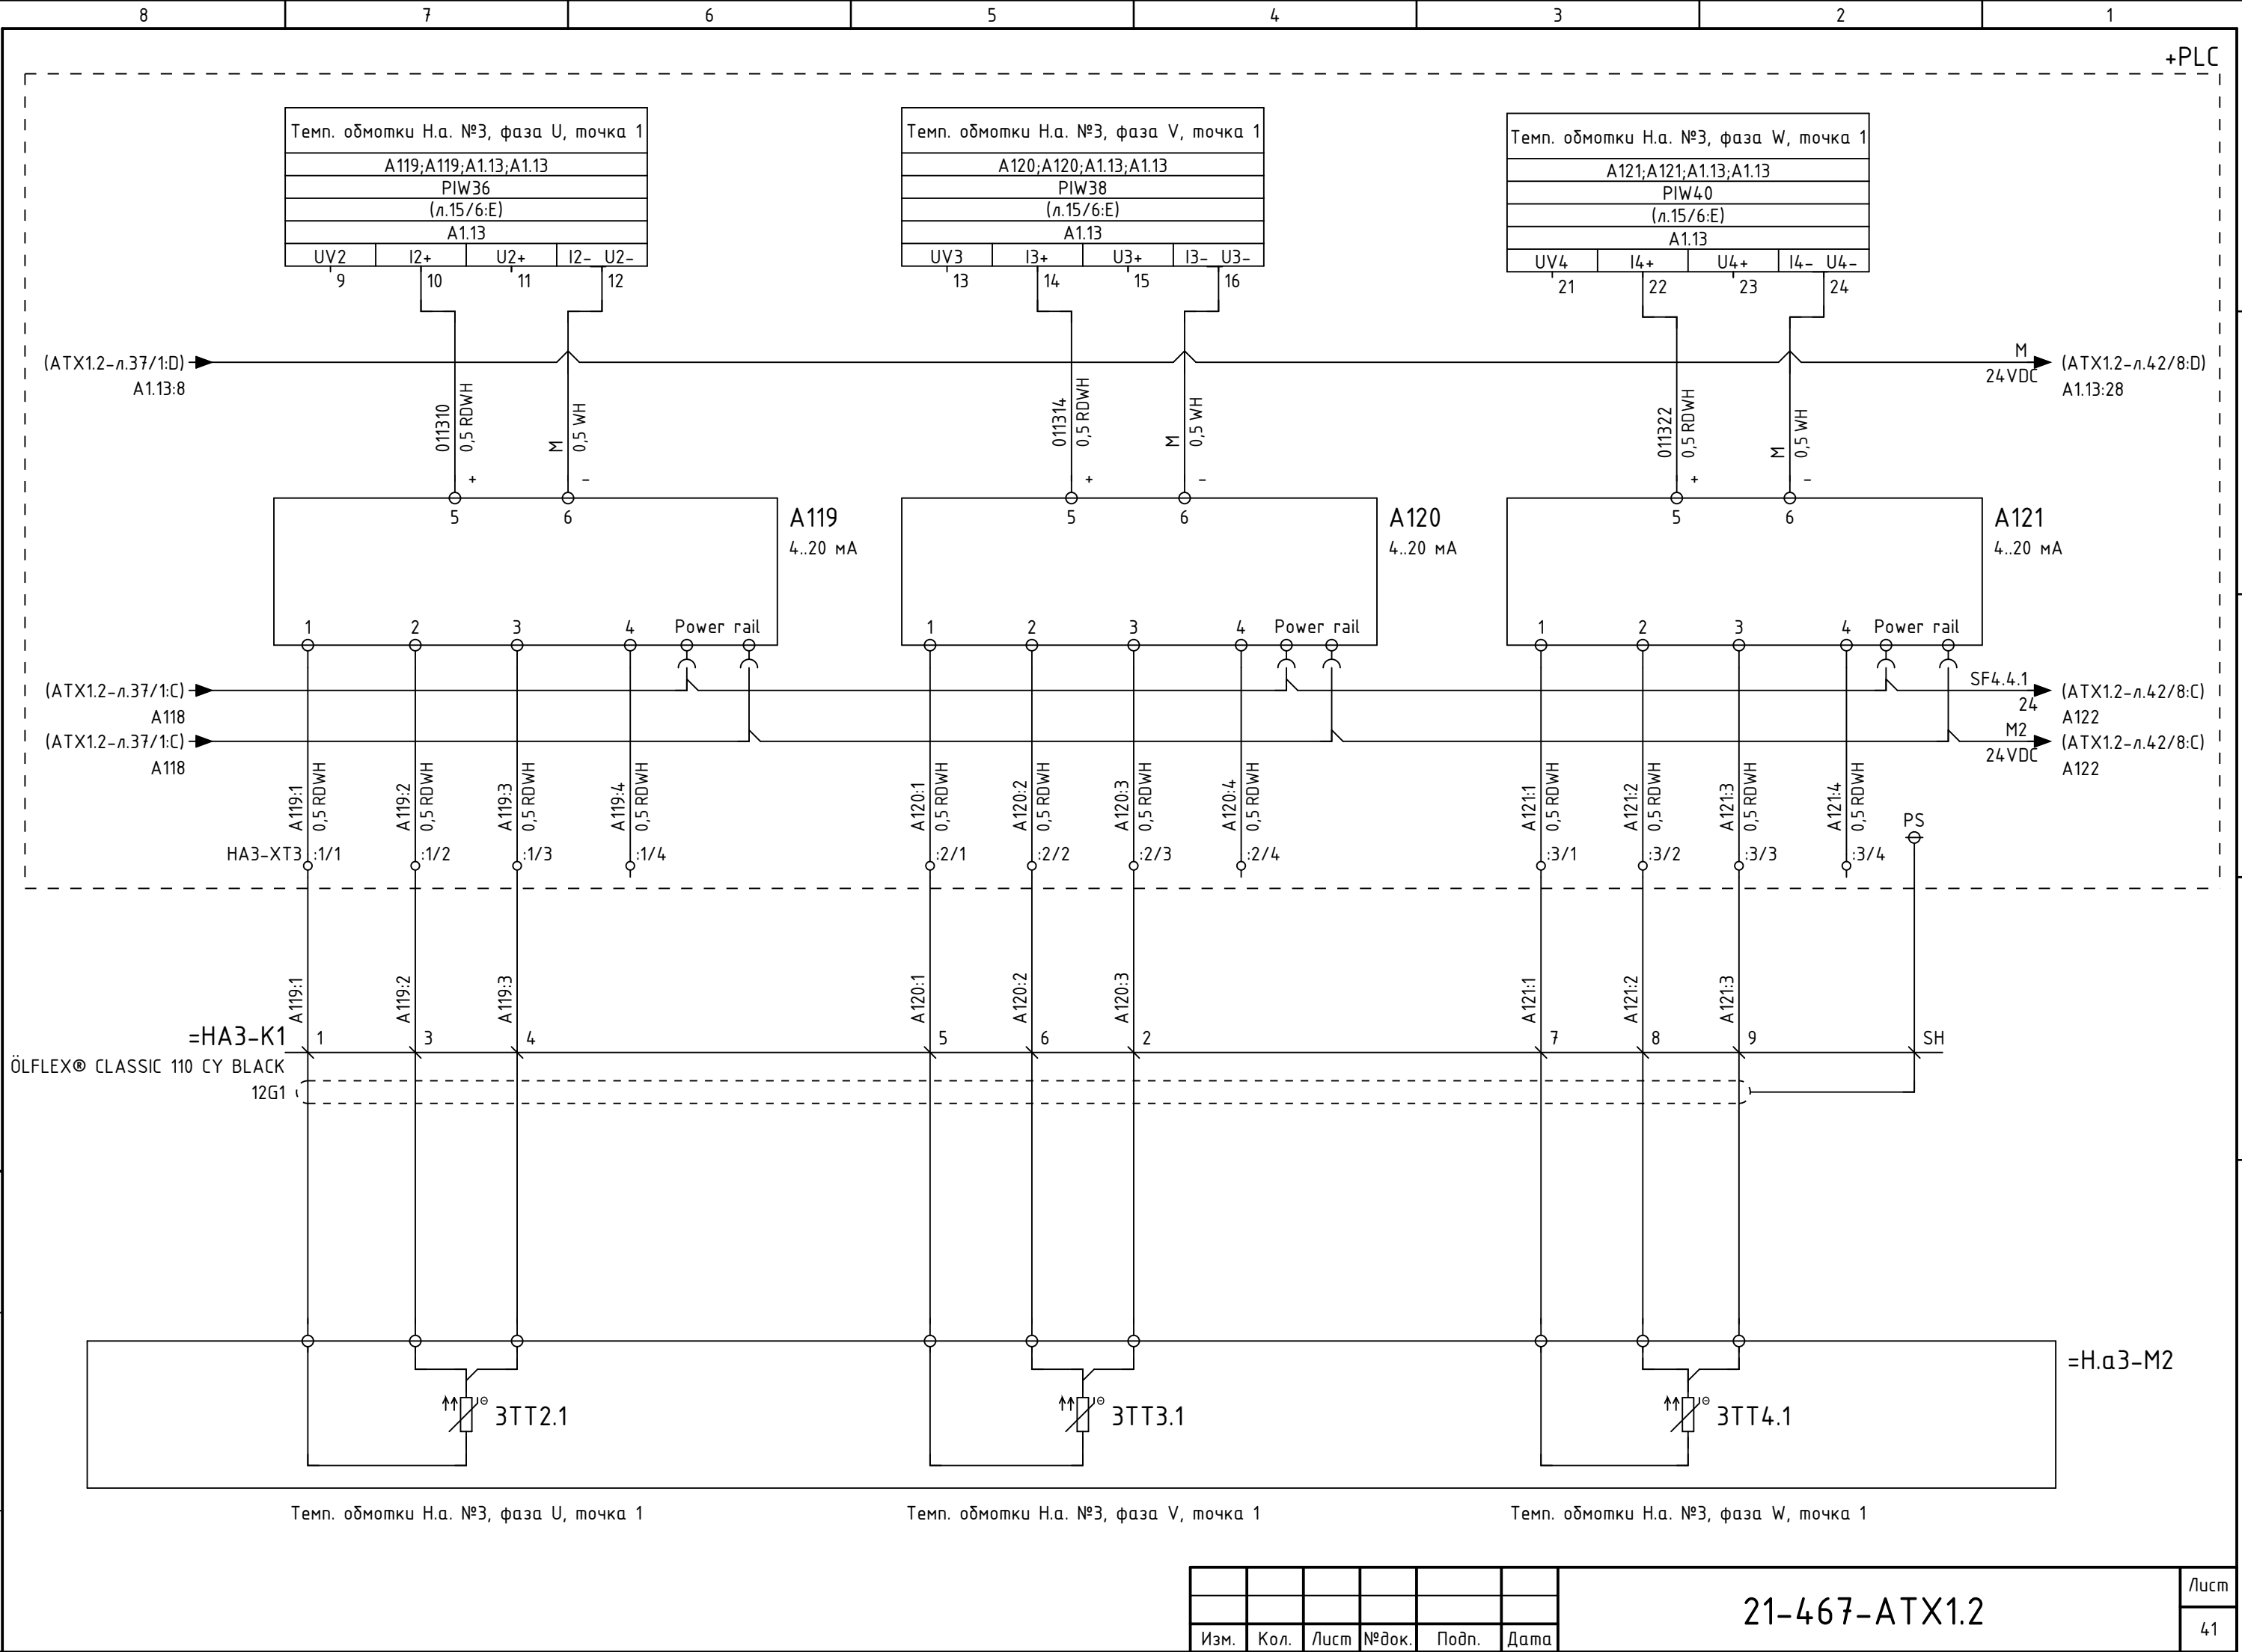 8 7 6 5 4 3 2 1
+PLC
Темп. обмотки Н.а. №3, фаза U, точка 1
A119;A119;A1.13;A1.13
PIW36
(л.15/6:E)
A1.13
UV2 I2+ U2+ I2- U2-
9 10 11 12
Темп. обмотки Н.а. №3, фаза V, точка 1
A120;A120;A1.13;A1.13
PIW38
(л.15/6:E)
A1.13
UV3 I3+ U3+ I3- U3-
13 14 15 16
Темп. обмотки Н.а. №3, фаза W, точка 1
A121;A121;A1.13;A1.13
PIW40
(л.15/6:E)
A1.13
UV4 I4+ U4+ I4- U4-
21 22 23 24
(ATX1.2-л.37/1:D)
A1.13:8
M
24VDC
(ATX1.2-л.42/8:D)
A1.13:28
011310
0,5 RDWH
M
0,5 WH
011314
0,5 RDWH
M
0,5 WH
011322
0,5 RDWH
M
0,5 WH
+ -
+ -
+ -
5 6
A119
4..20 мА
5 6
A120
4..20 мА
5 6
A121
4..20 мА
1 2 3 4 Power rail
1 2 3 4 Power rail
1 2 3 4 Power rail
(ATX1.2-л.37/1:C)
A118
SF4.4.1
24
(ATX1.2-л.42/8:C)
A122
(ATX1.2-л.37/1:C)
A118
M2
24VDC
(ATX1.2-л.42/8:C)
A122
A119:1
0,5 RDWH
A119:2
0,5 RDWH
A119:3
0,5 RDWH
A119:4
0,5 RDWH
A120:1
0,5 RDWH
A120:2
0,5 RDWH
A120:3
0,5 RDWH
A120:4
0,5 RDWH
A121:1
0,5 RDWH
A121:2
0,5 RDWH
A121:3
0,5 RDWH
A121:4
0,5 RDWH
PS
НА3-XT3 :1/1 :1/2 :1/3 :1/4 :2/1 :2/2 :2/3 :2/4 :3/1 :3/2 :3/3 :3/4
A119:1
A119:2
A119:3
A120:1
A120:2
A120:3
A121:1
A121:2
A121:3
=НА3-K1 1 3 4 5 6 2 7 8 9 SH
ÖLFLEX® CLASSIC 110 CY BLACK
12G1
=Н.а3-M2
3TT2.1 3TT3.1 3TT4.1
Темп. обмотки Н.а. №3, фаза U, точка 1
Темп. обмотки Н.а. №3, фаза V, точка 1
Темп. обмотки Н.а. №3, фаза W, точка 1
Изм. Кол. Лист №док. Подп. Дата
21-467-ATX1.2
Лист
41